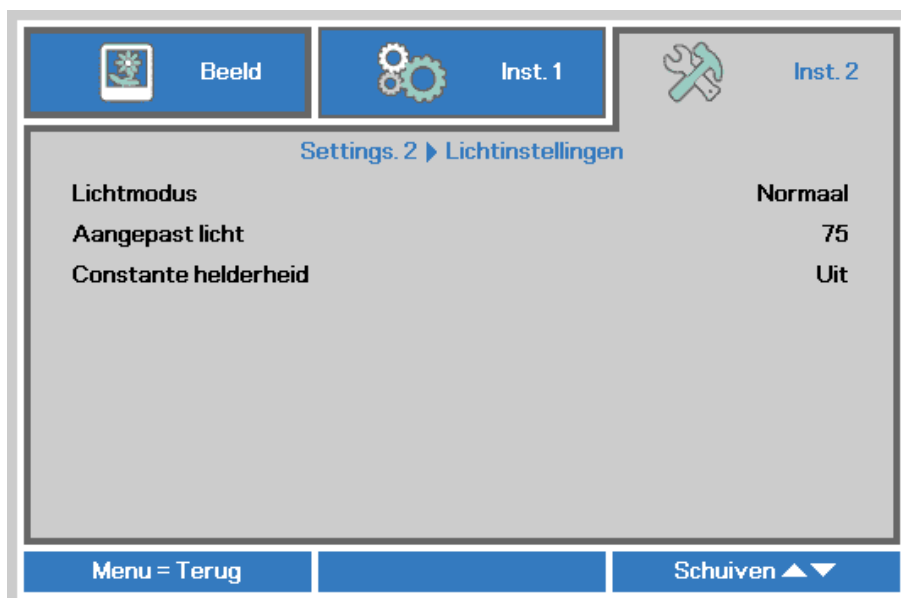 Beeld
Inst. 1
Inst. 2
Settings. 2 ▶ Lichtinstellingen
Lichtmodus Normaal
Aangepast licht 75
Constante helderheid Uit
Menu = Terug
Schuiven ▲▼